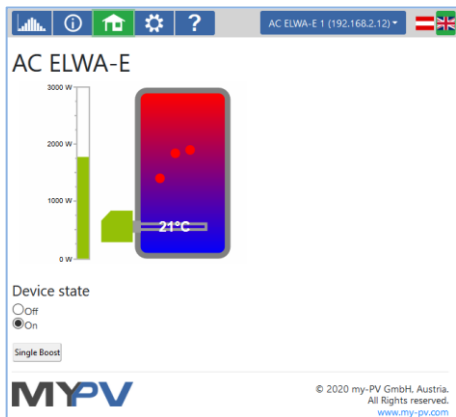 ?
AC ELWA-E 1 (192.168.2.12)
AC ELWA-E
3000 W
2000 W
1000 W
0 W
21°C
Device state
Off
On
Single Boost
MYPV
© 2020 my-PV GmbH, Austria.
All Rights reserved.
www.my-pv.com